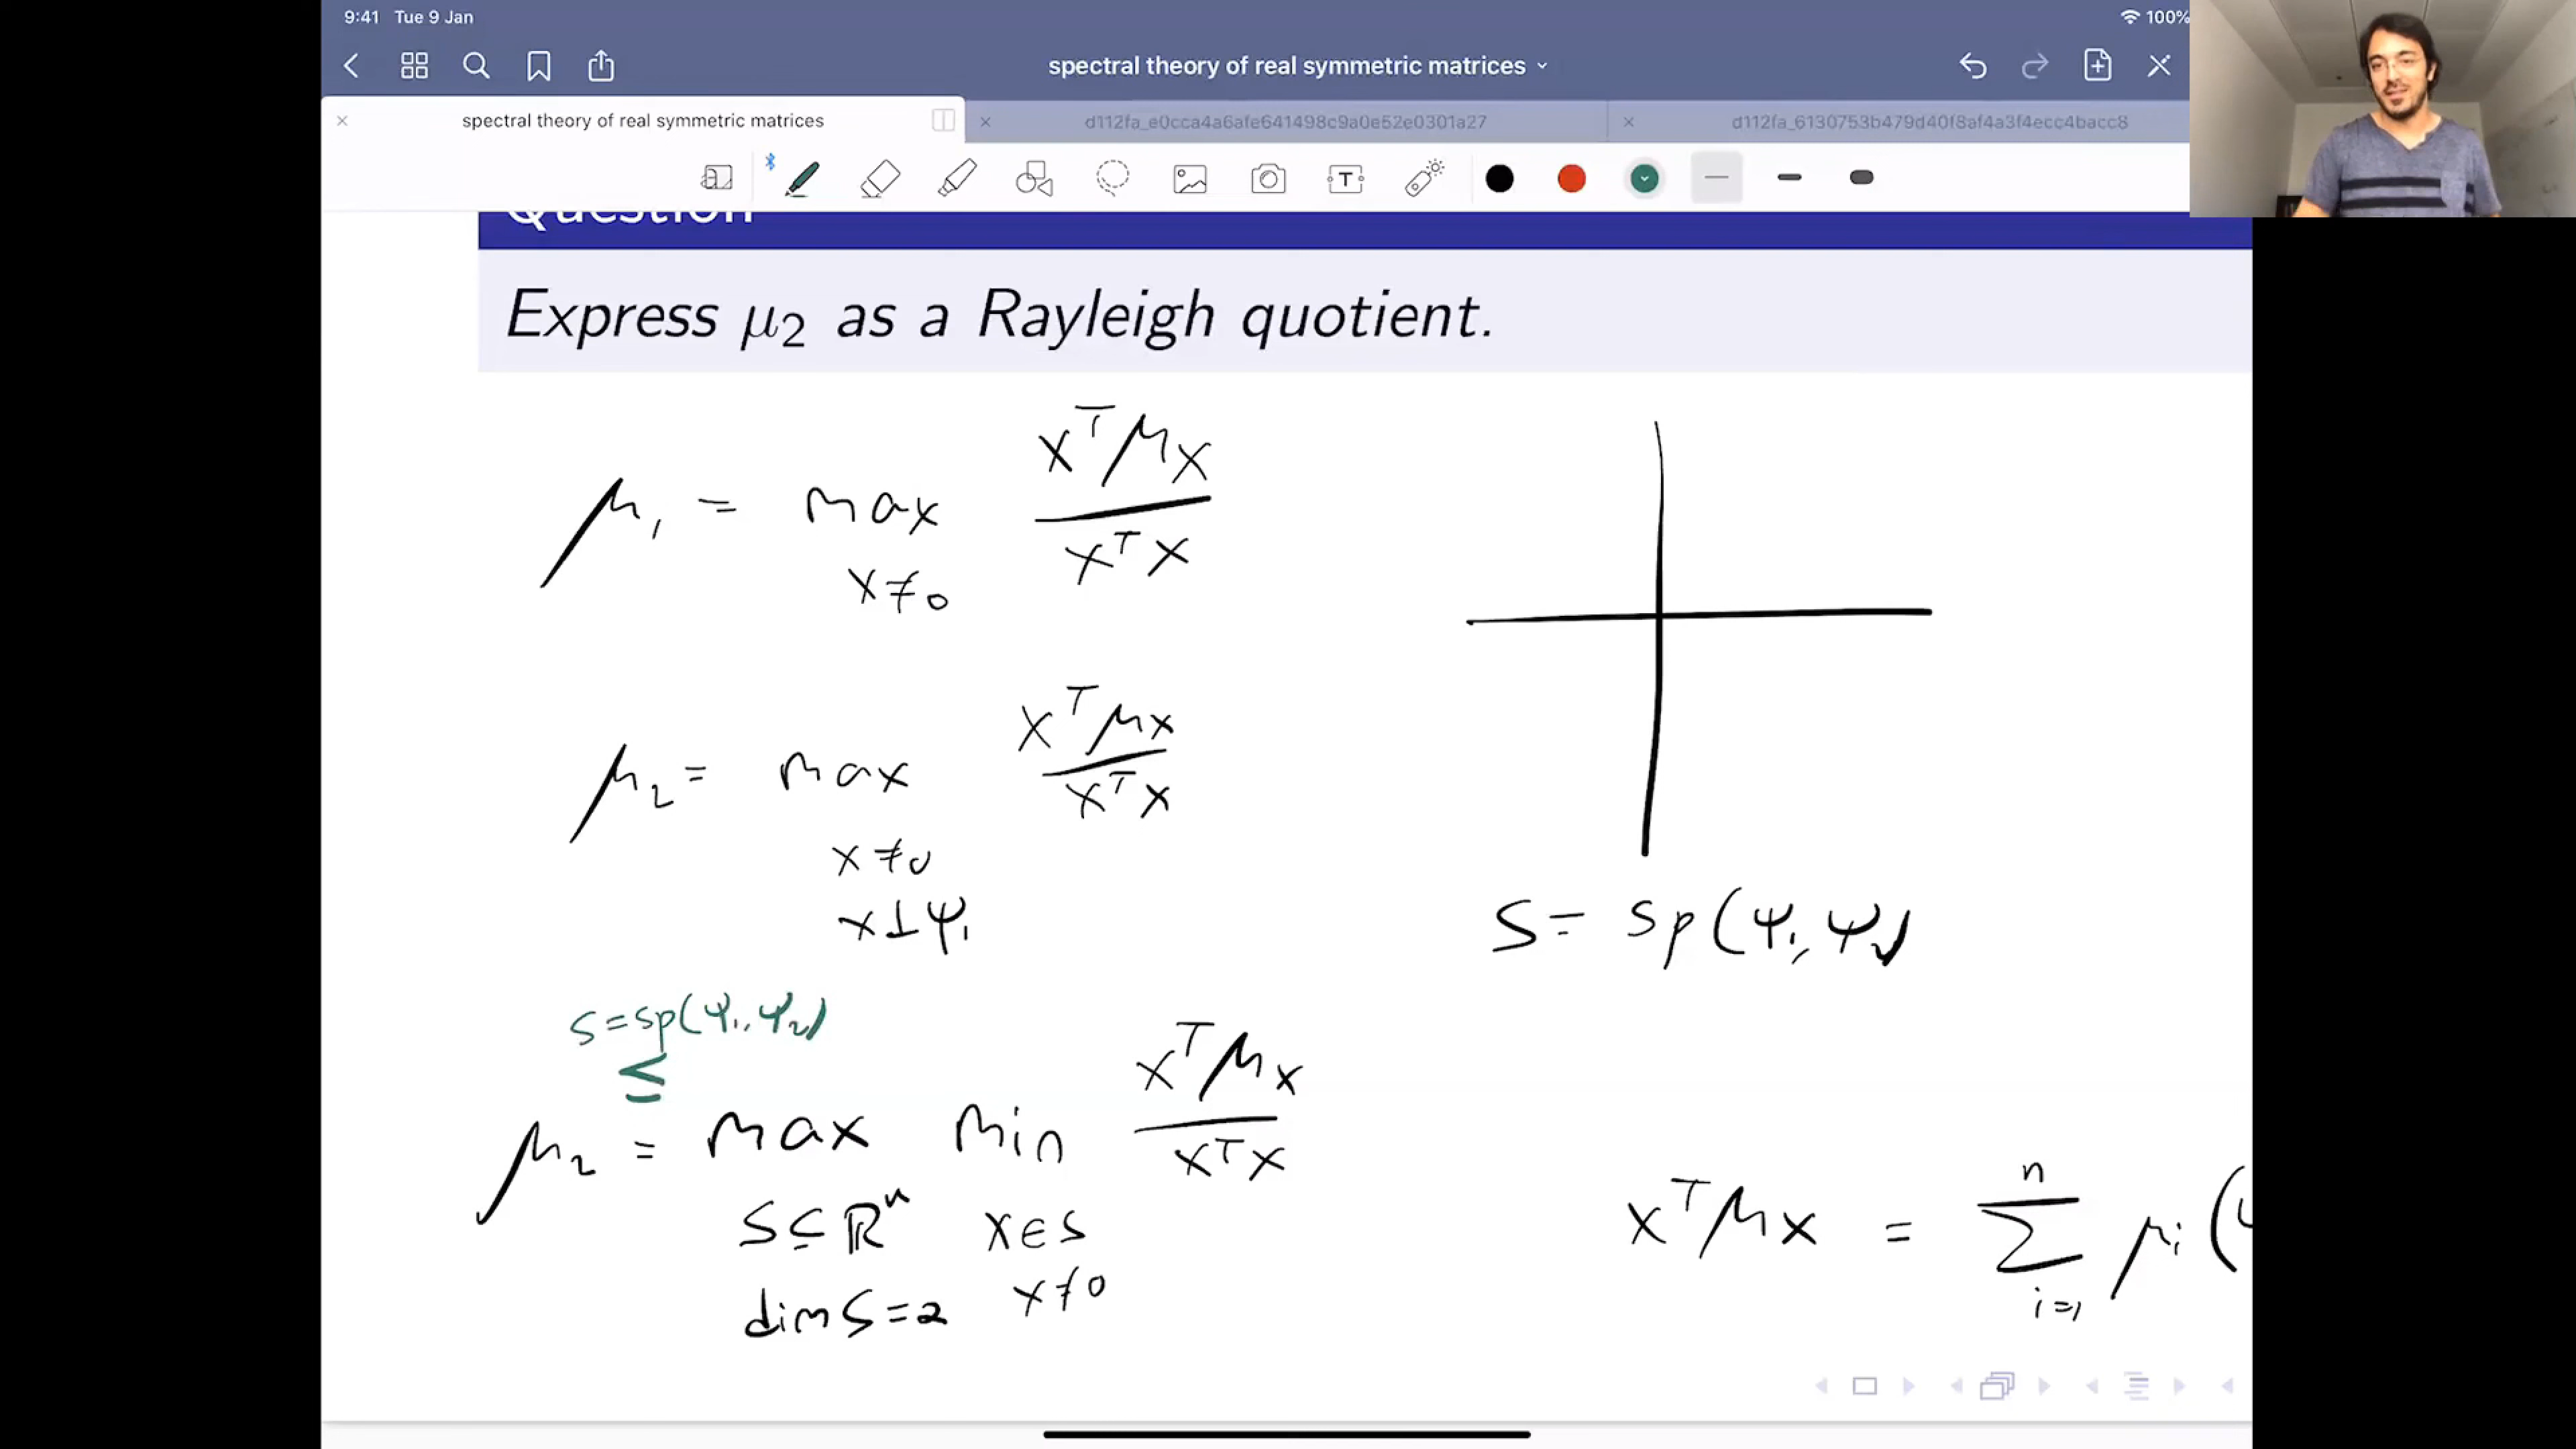 9:41 Tue 9 Jan
100%
spectral theory of real symmetric matrices
spectral theory of real symmetric matrices
d112fa_e0cca4a6afe641498c9a0e52e0301a27
d112fa_6130753b479d40f8af4a3f4ecc4bacc8
T
Question
Express μ₂ as a Rayleigh quotient.
xᵀMx
μ₁ = max
xᵀx
x≠0
xᵀMx
μ₂ = max
xᵀx
x≠0
x⊥ψ₁
S= sp(ψ₁, ψ₂)
S=sp(ψ₁, ψ₂)
≤
xᵀMx
μ₂ = max min
xᵀx
S⊆ℝⁿ x∈S
dim S=2 x≠0
n
xᵀMx = ∑ μᵢ (
i=1